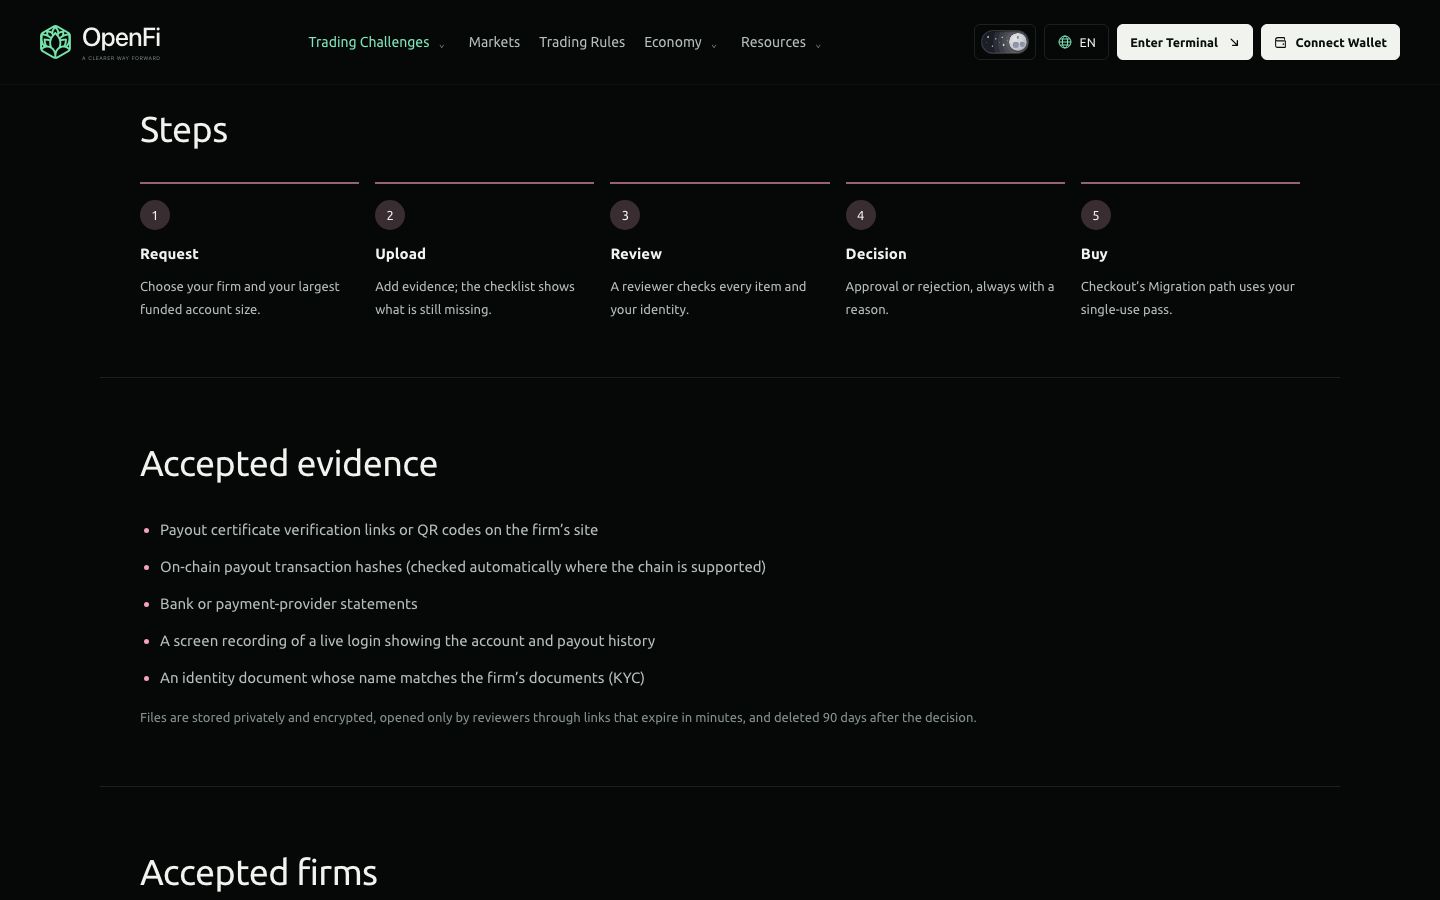 OpenFi
A CLEARER WAY FORWARD
Trading Challenges
Markets
Trading Rules
Economy
Resources
EN
Enter Terminal
Connect Wallet
Steps
1
2
3
4
5
Request
Upload
Review
Decision
Buy
Choose your firm and your largest
funded account size.
Add evidence; the checklist shows
what is still missing.
A reviewer checks every item and
your identity.
Approval or rejection, always with a
reason.
Checkout’s Migration path uses your
single-use pass.
Accepted evidence
Payout certificate verification links or QR codes on the firm’s site
On-chain payout transaction hashes (checked automatically where the chain is supported)
Bank or payment-provider statements
A screen recording of a live login showing the account and payout history
An identity document whose name matches the firm’s documents (KYC)
Files are stored privately and encrypted, opened only by reviewers through links that expire in minutes, and deleted 90 days after the decision.
Accepted firms